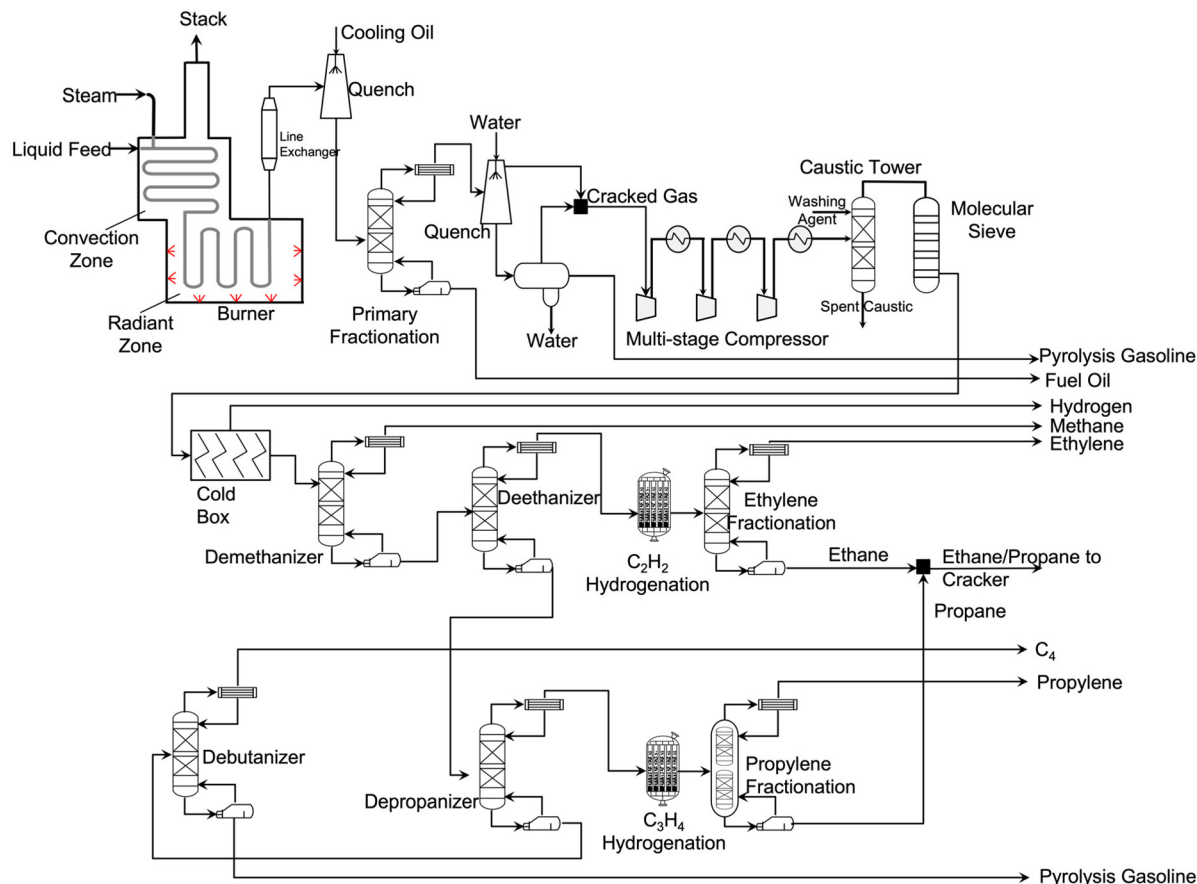 Stack
Cooling Oil
Quench
Steam
Line
Exchanger
Liquid Feed
Water
Caustic Tower
Cracked Gas
Washing
Agent
Molecular
Sieve
Convection
Zone
Quench
Spent Caustic
Radiant
Zone
Burner
Primary
Fractionation
Water
Multi-stage Compressor
Pyrolysis Gasoline
Fuel Oil
Hydrogen
Methane
Ethylene
Cold
Box
Deethanizer
Ethylene
Fractionation
Demethanizer
C₂H₂
Hydrogenation
Ethane
Ethane/Propane to
Cracker
Propane
C₄
Propylene
Debutanizer
Depropanizer
Propylene
Fractionation
C₃H₄
Hydrogenation
Pyrolysis Gasoline